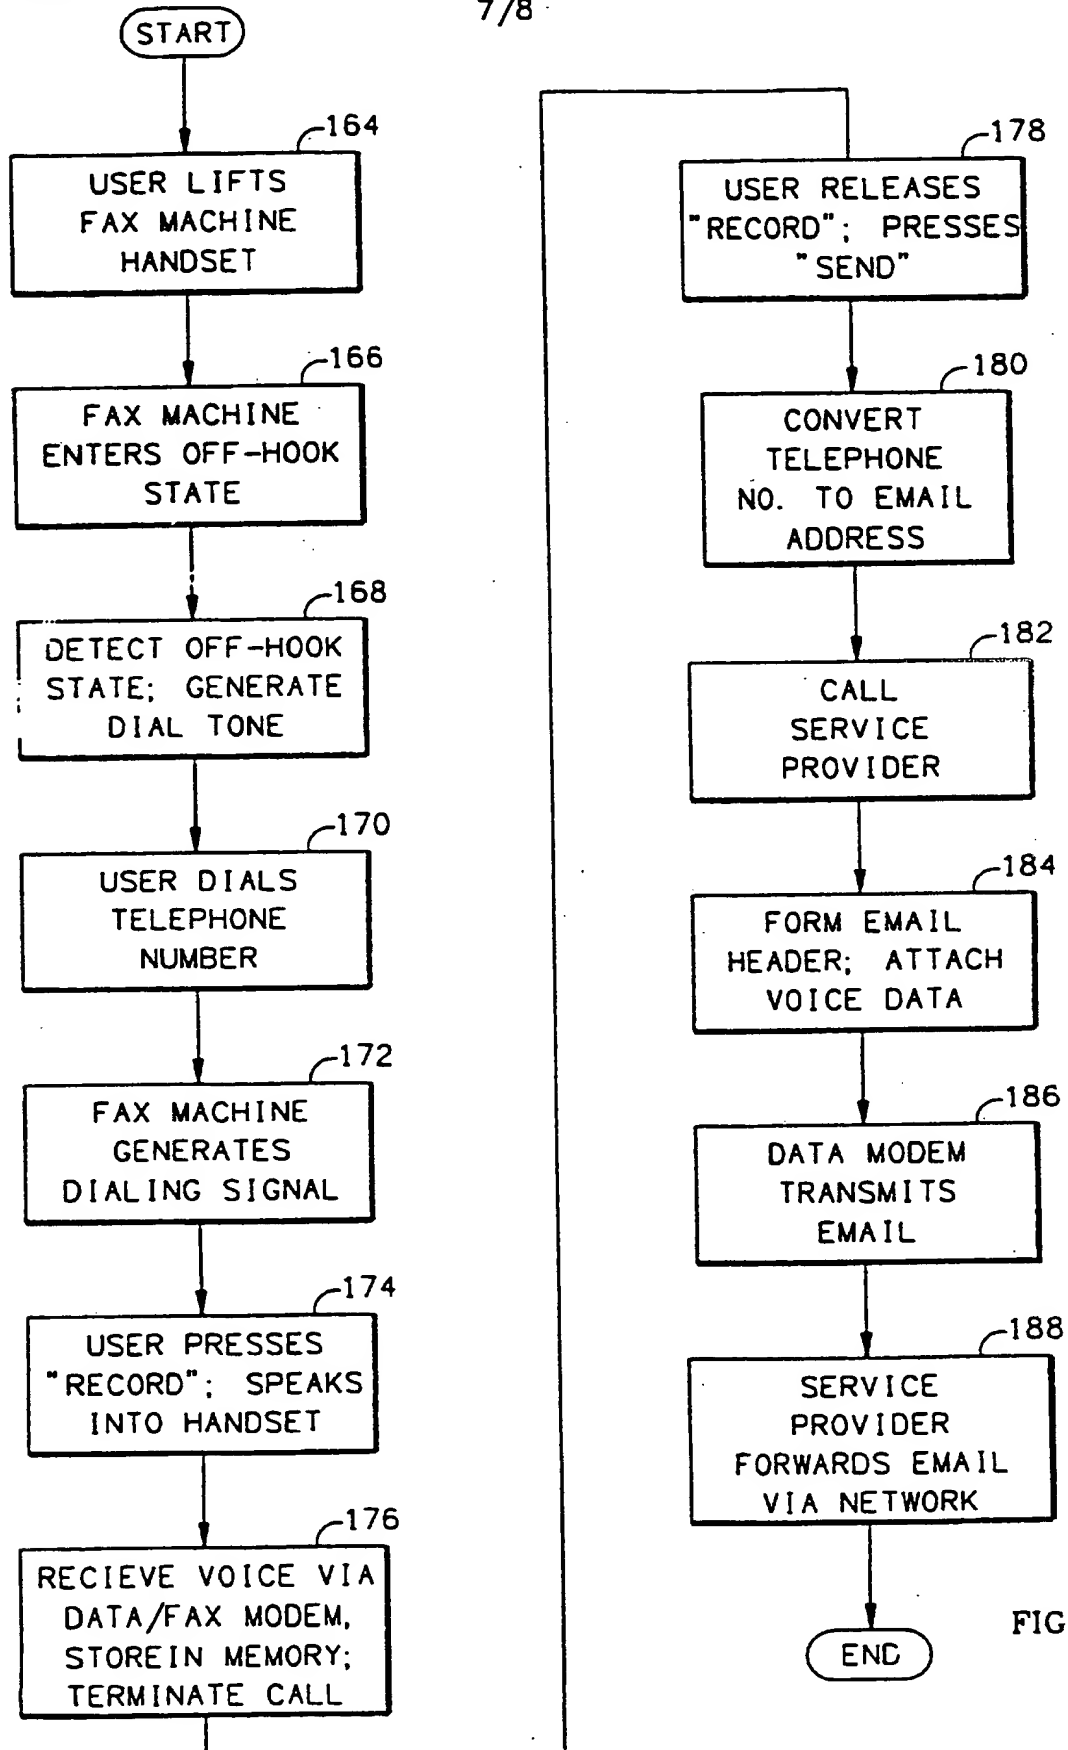 7/8
START
164
USER LIFTS
FAX MACHINE
HANDSET
166
FAX MACHINE
ENTERS OFF-HOOK
STATE
168
DETECT OFF-HOOK
STATE; GENERATE
DIAL TONE
170
USER DIALS
TELEPHONE
NUMBER
172
FAX MACHINE
GENERATES
DIALING SIGNAL
174
USER PRESSES
"RECORD"; SPEAKS
INTO HANDSET
176
RECIEVE VOICE VIA
DATA/FAX MODEM,
STOREIN MEMORY;
TERMINATE CALL
178
USER RELEASES
"RECORD"; PRESSES
"SEND"
180
CONVERT
TELEPHONE
NO. TO EMAIL
ADDRESS
182
CALL
SERVICE
PROVIDER
184
FORM EMAIL
HEADER; ATTACH
VOICE DATA
186
DATA MODEM
TRANSMITS
EMAIL
188
SERVICE
PROVIDER
FORWARDS EMAIL
VIA NETWORK
END
FIG